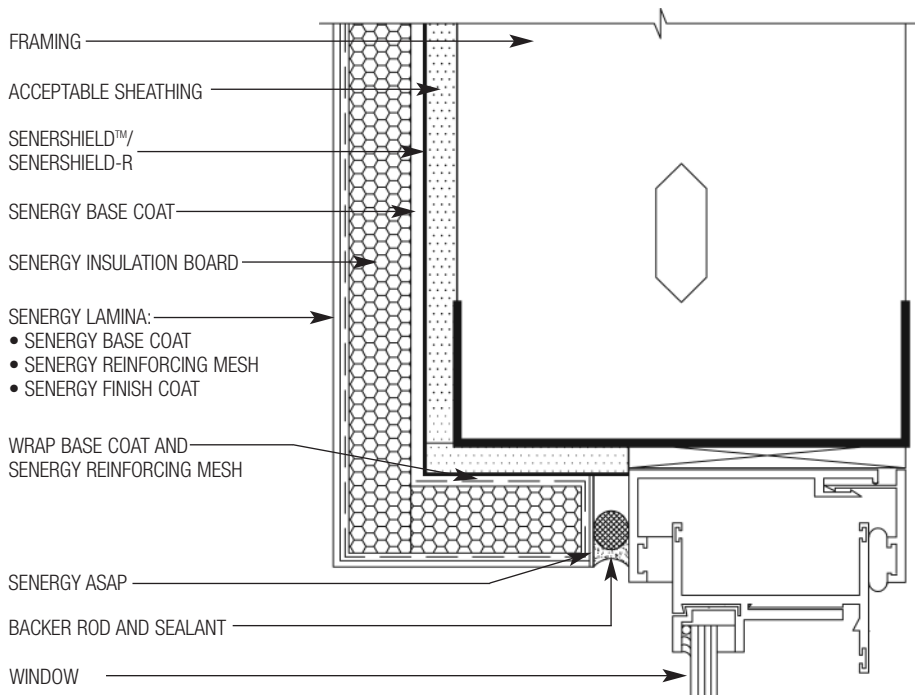 FRAMING
ACCEPTABLE SHEATHING
SENERSHIELD™/
SENERSHIELD-R
SENERGY BASE COAT
SENERGY INSULATION BOARD
SENERGY LAMINA:
• SENERGY BASE COAT
• SENERGY REINFORCING MESH
• SENERGY FINISH COAT
WRAP BASE COAT AND
SENERGY REINFORCING MESH
SENERGY ASAP
BACKER ROD AND SEALANT
WINDOW